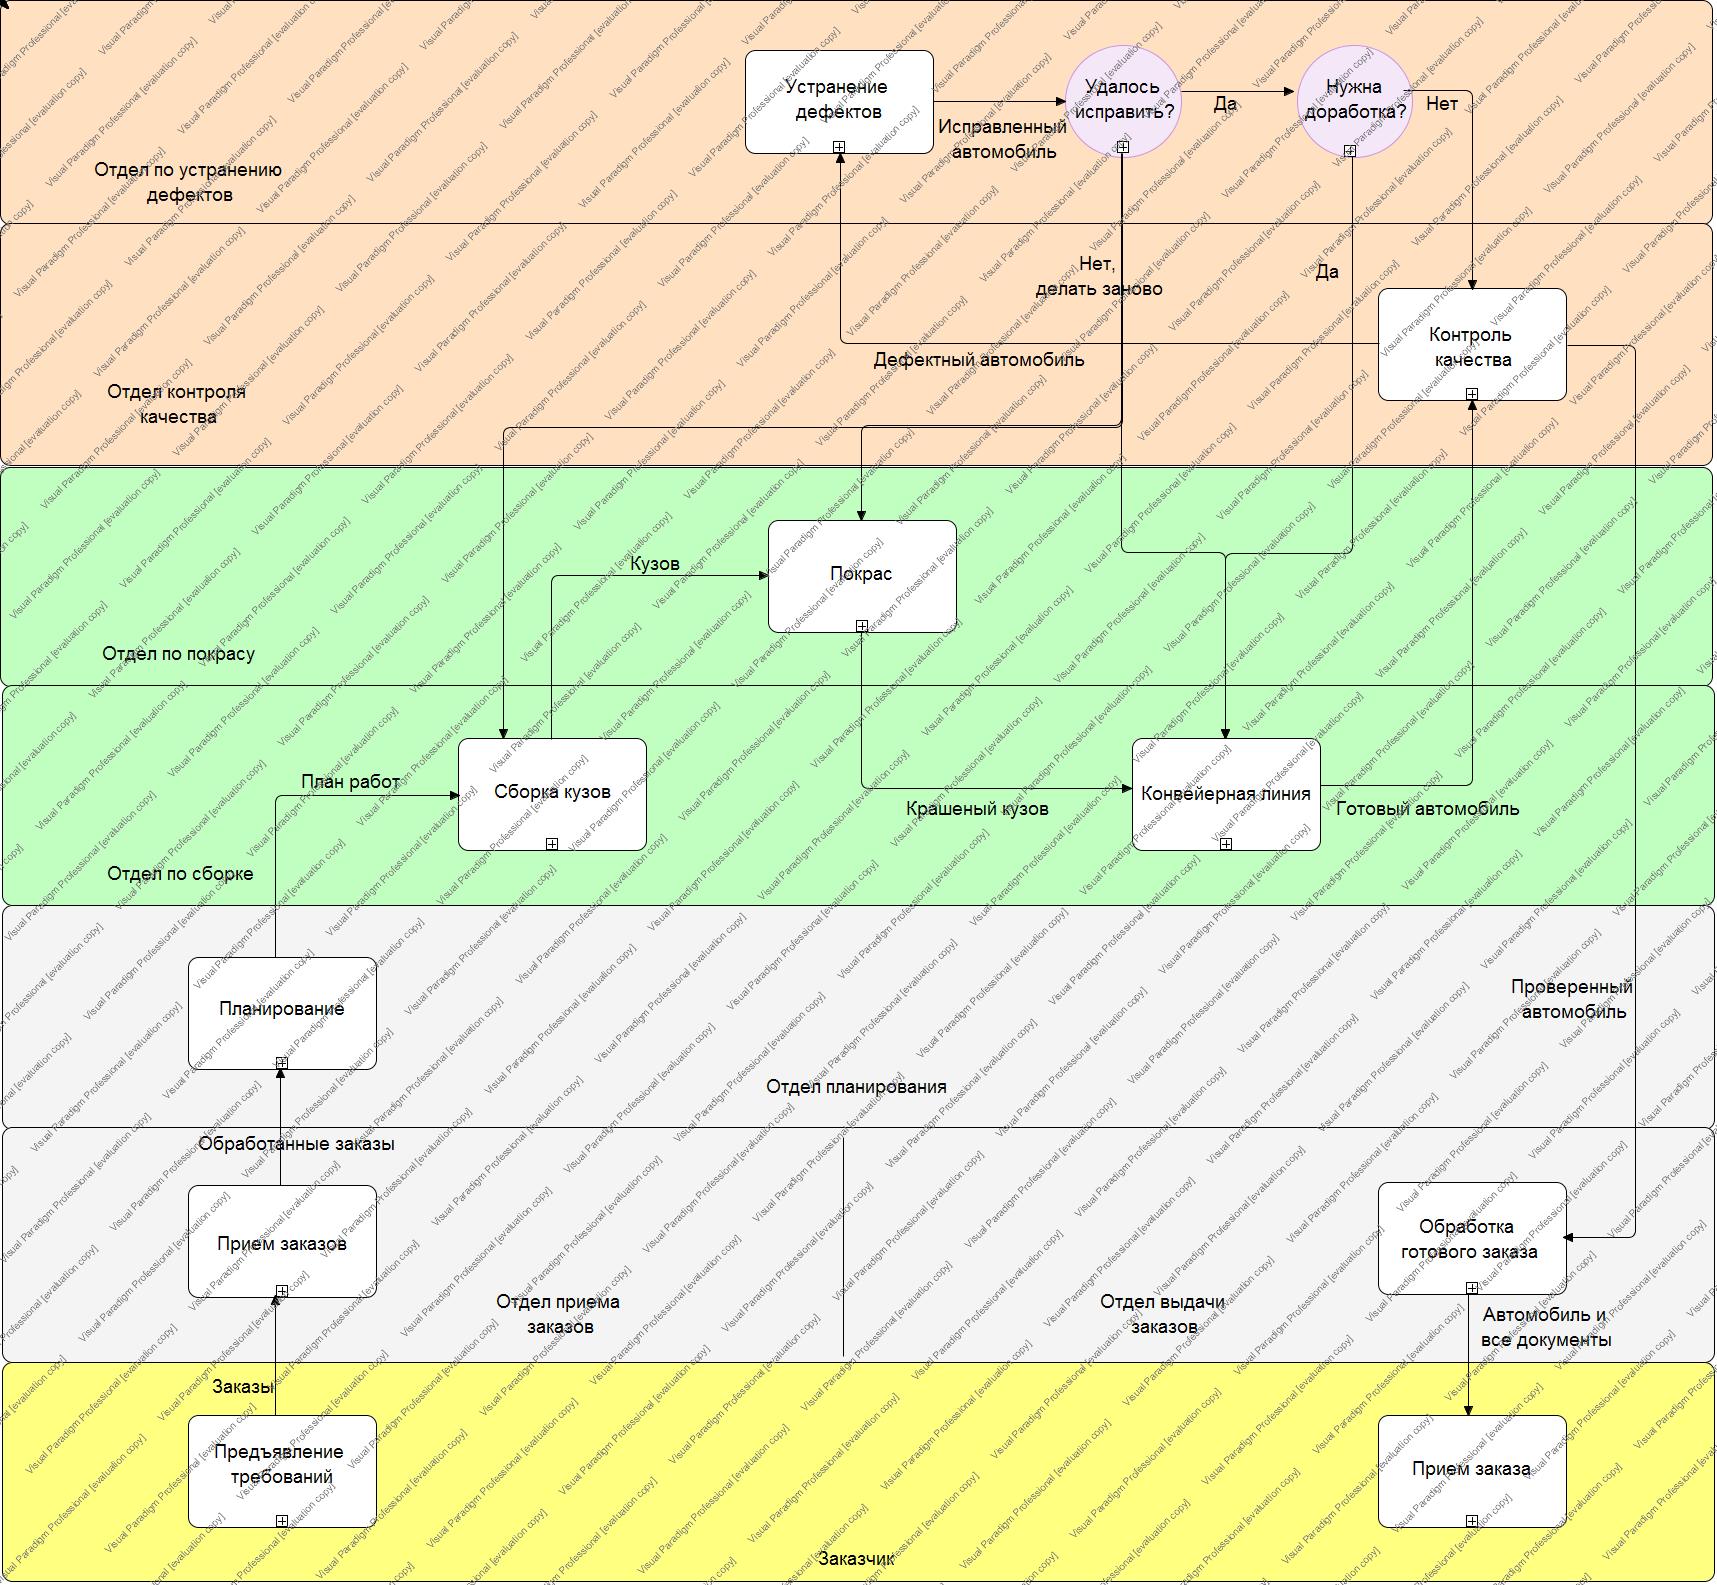 Устранение
дефектов
Исправленный
автомобиль
Удалось
исправить?
Да
Нужна
доработка?
Нет
Отдел по устранению
дефектов
Нет,
делать заново
Да
Контроль
качества
Дефектный автомобиль
Отдел контроля
качества
Кузов
Покрас
Отдел по покрасу
План работ
Сборка кузов
Крашеный кузов
Конвейерная линия
Готовый автомобиль
Отдел по сборке
Планирование
Проверенный
автомобиль
Отдел планирования
Обработанные заказы
Прием заказов
Обработка
готового заказа
Отдел приема
заказов
Отдел выдачи
заказов
Автомобиль и
все документы
Заказы
Предъявление
требований
Прием заказа
Заказчик
Visual Paradigm Professional [evaluation copy]